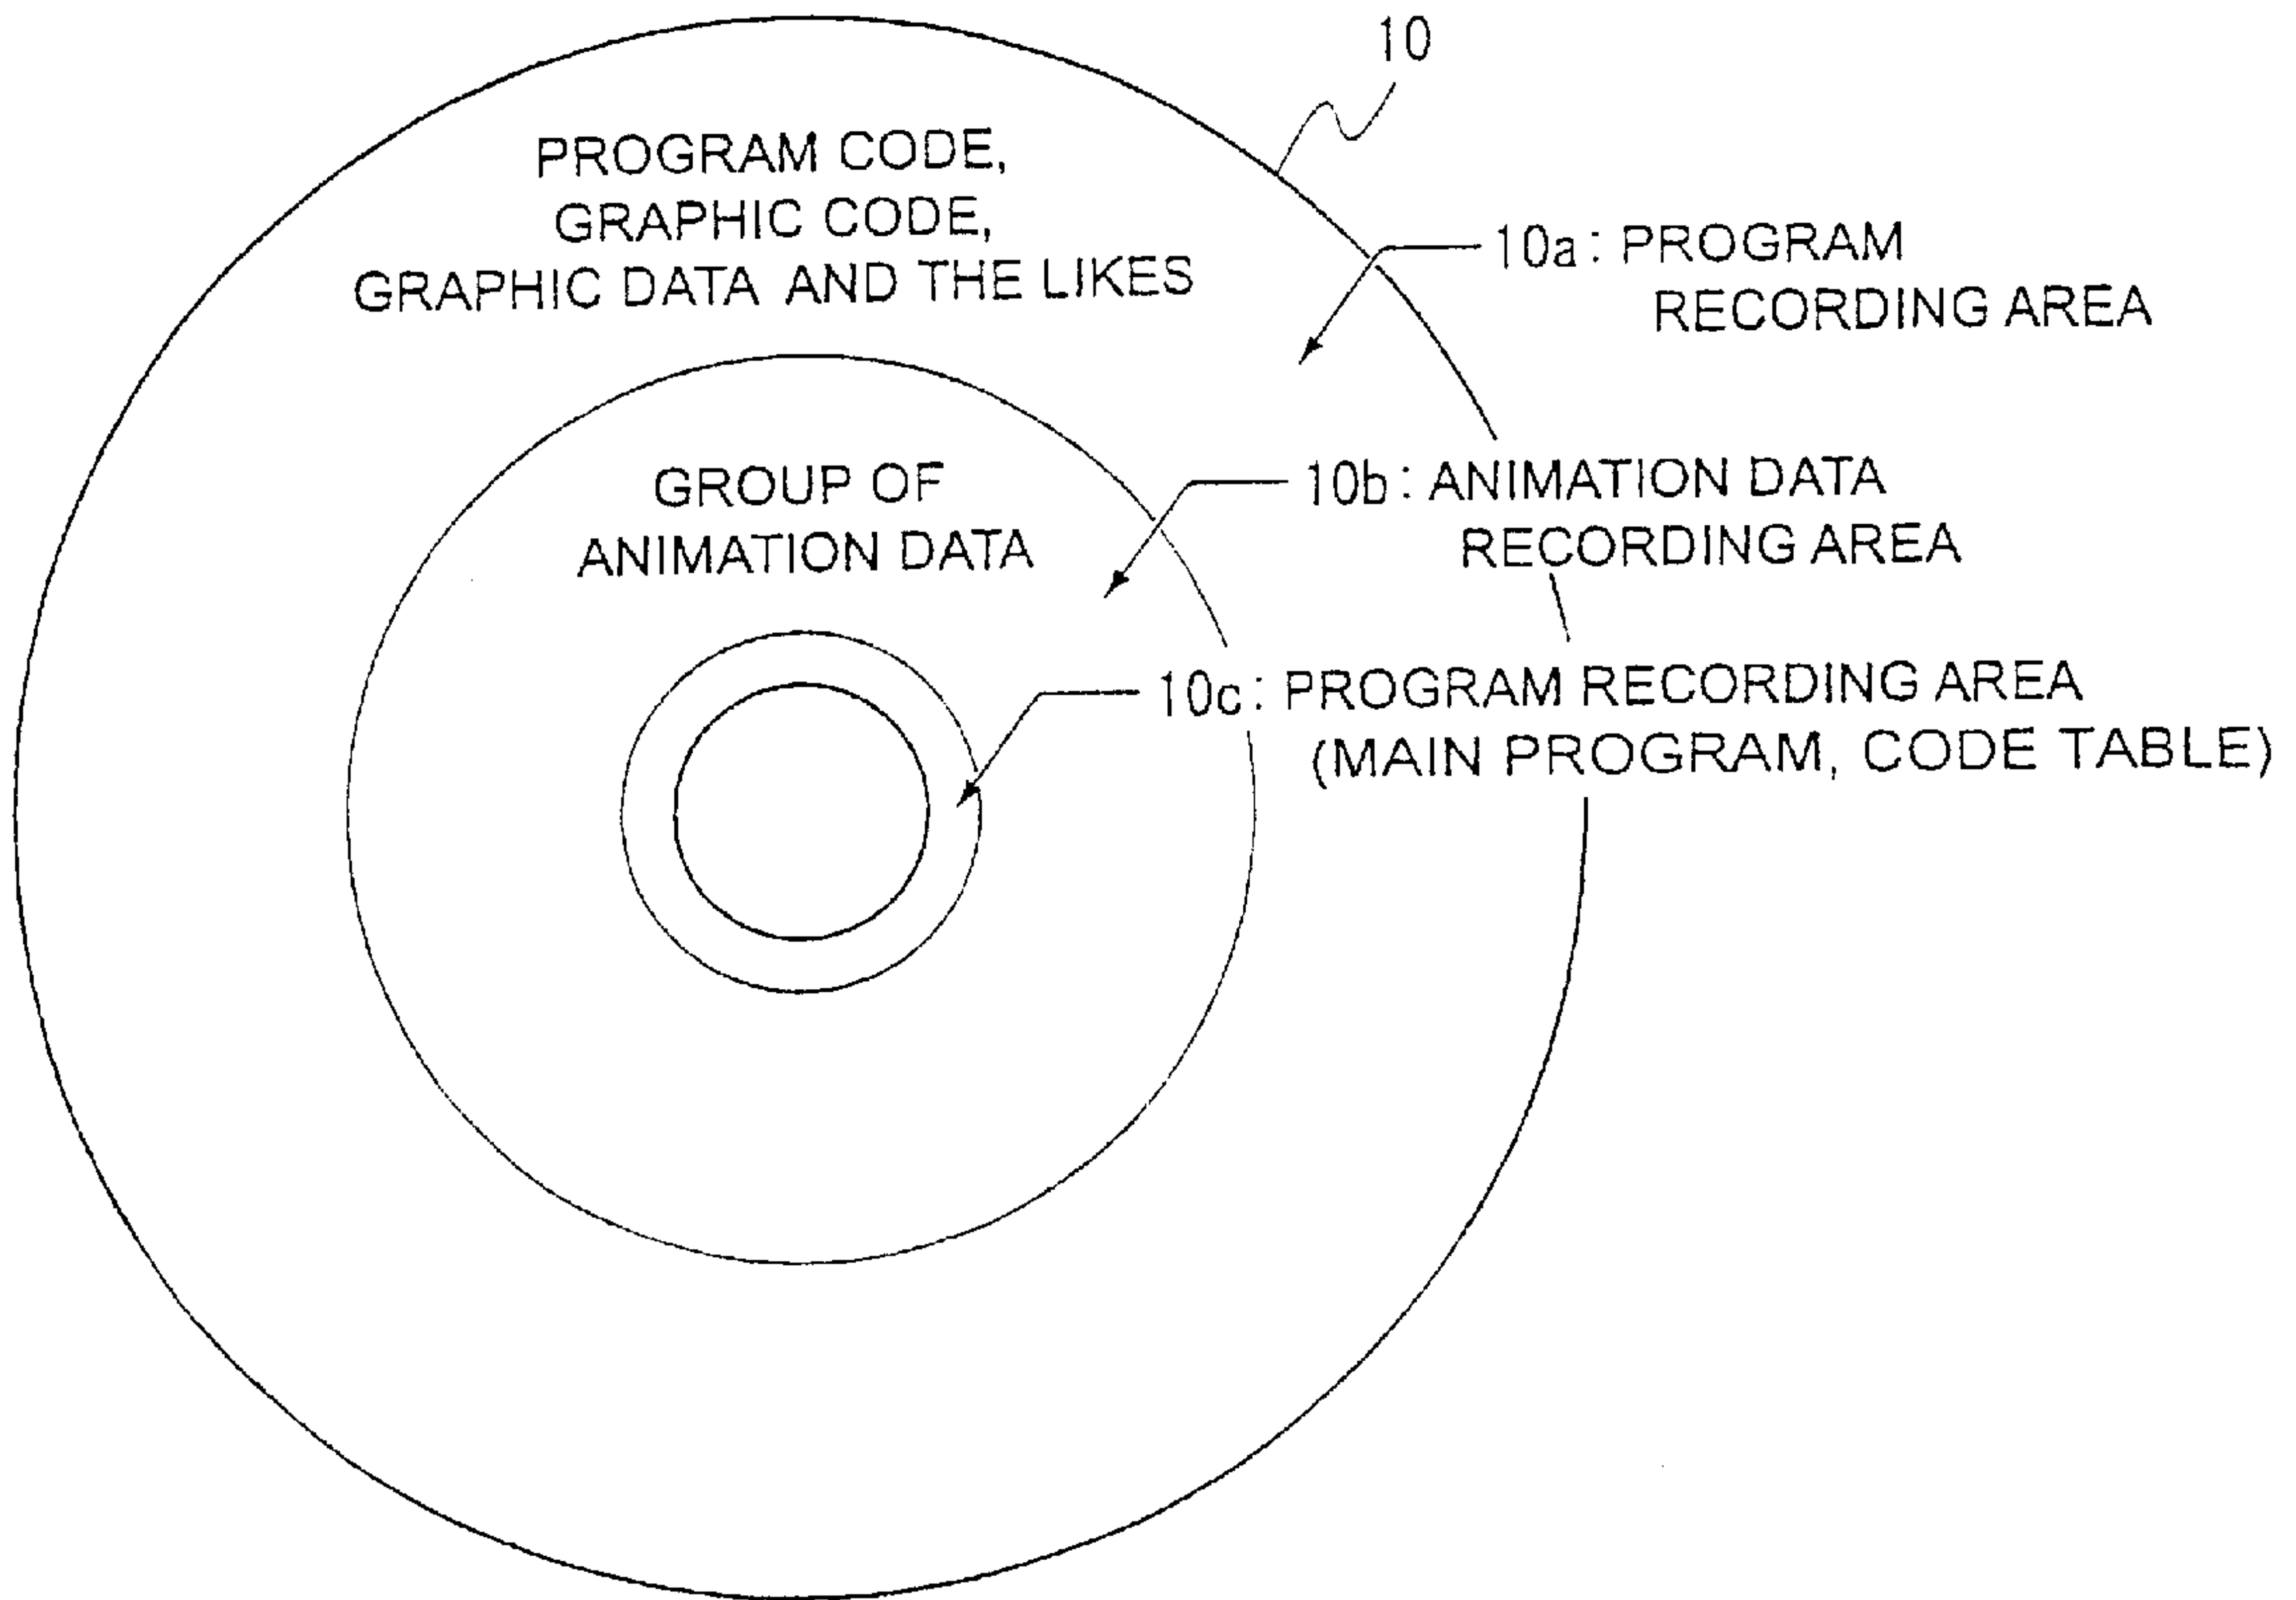 10
PROGRAM CODE,
GRAPHIC CODE,
GRAPHIC DATA AND THE LIKES
10a: PROGRAM
RECORDING AREA
GROUP OF
ANIMATION DATA
10b: ANIMATION DATA
RECORDING AREA
10c: PROGRAM RECORDING AREA
(MAIN PROGRAM, CODE TABLE)